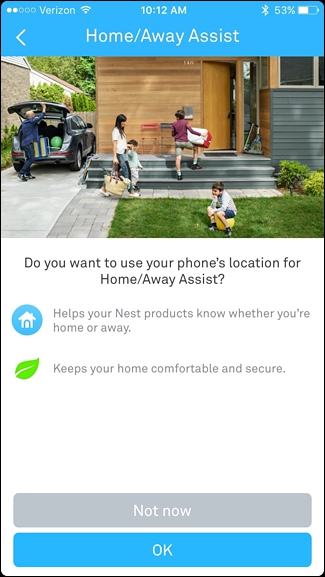 Verizon 10:12 AM 53%
Home/Away Assist
140
Do you want to use your phone's location for
Home/Away Assist?
Helps your Nest products know whether you're
home or away.
Keeps your home comfortable and secure.
Not now
OK